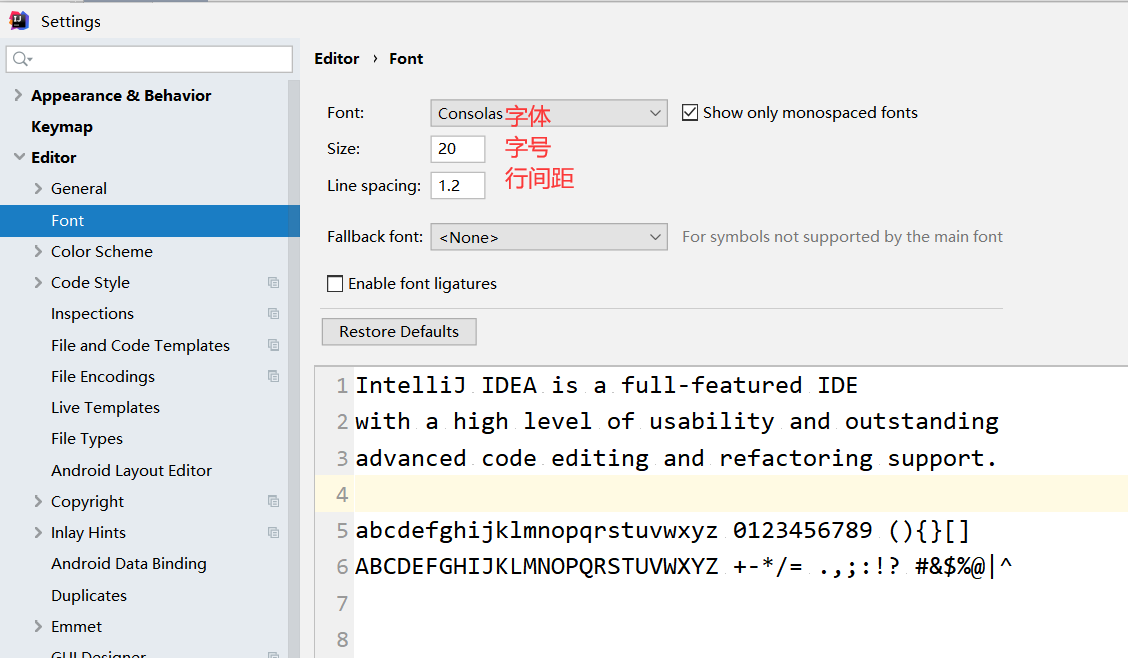 Settings
Appearance & Behavior
Keymap
Editor
General
Font
Color Scheme
Code Style
Inspections
File and Code Templates
File Encodings
Live Templates
File Types
Android Layout Editor
Copyright
Inlay Hints
Android Data Binding
Duplicates
Emmet
GUI Designer
Editor › Font
Font: Consolas 字体 Show only monospaced fonts
Size: 20 字号
Line spacing: 1.2 行间距
Fallback font: <None> For symbols not supported by the main font
Enable font ligatures
Restore Defaults
1 IntelliJ IDEA is a full-featured IDE
2 with a high level of usability and outstanding
3 advanced code editing and refactoring support.
4
5 abcdefghijklmnopqrstuvwxyz 0123456789 (){}[]
6 ABCDEFGHIJKLMNOPQRSTUVWXYZ +-*/= .,;:!? #&$%@|^
7
8